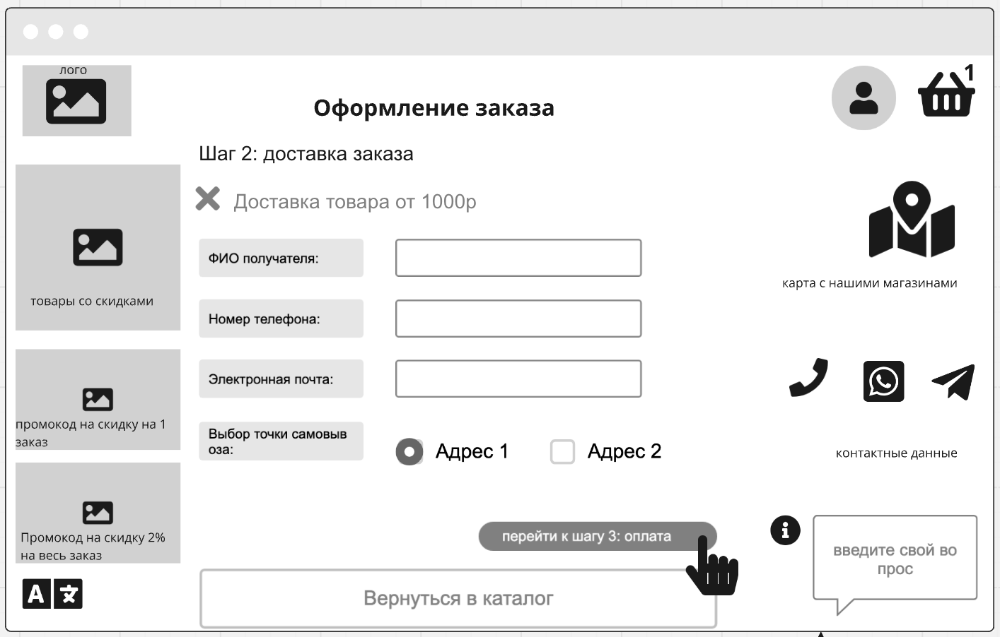 лого
1
Оформление заказа
Шаг 2: доставка заказа
Доставка товара от 1000р
ФИО получателя:
Номер телефона:
Электронная почта:
Выбор точки самовыв
оза:
Адрес 1
Адрес 2
перейти к шагу 3: оплата
Вернуться в каталог
товары со скидками
промокод на скидку на 1
заказ
Промокод на скидку 2%
на весь заказ
A 文
карта с нашими магазинами
контактные данные
i
введите свой во
прос